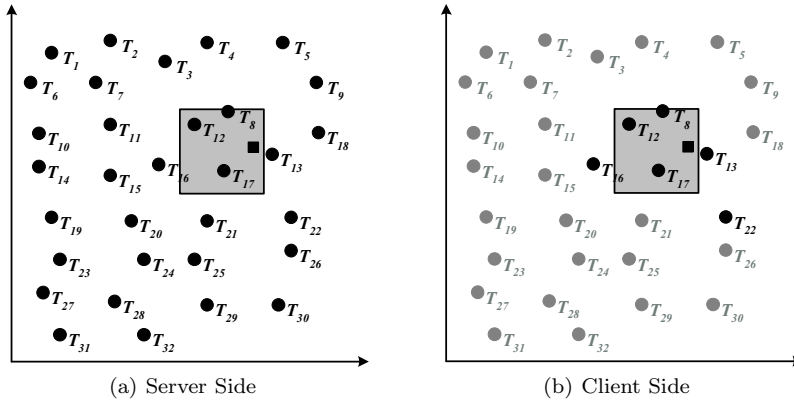 T1 T2 T3 T4 T5
T6 T7 T8 T9
T10 T11 T12 T13 T18
T14 T15 T16 T17
T19 T20 T21 T22
T23 T24 T25 T26
T27 T28 T29 T30
T31 T32
(a) Server Side
T1 T2 T3 T4 T5
T6 T7 T8 T9
T10 T11 T12 T13 T18
T14 T15 T16 T17
T19 T20 T21 T22
T23 T24 T25 T26
T27 T28 T29 T30
T31 T32
(b) Client Side